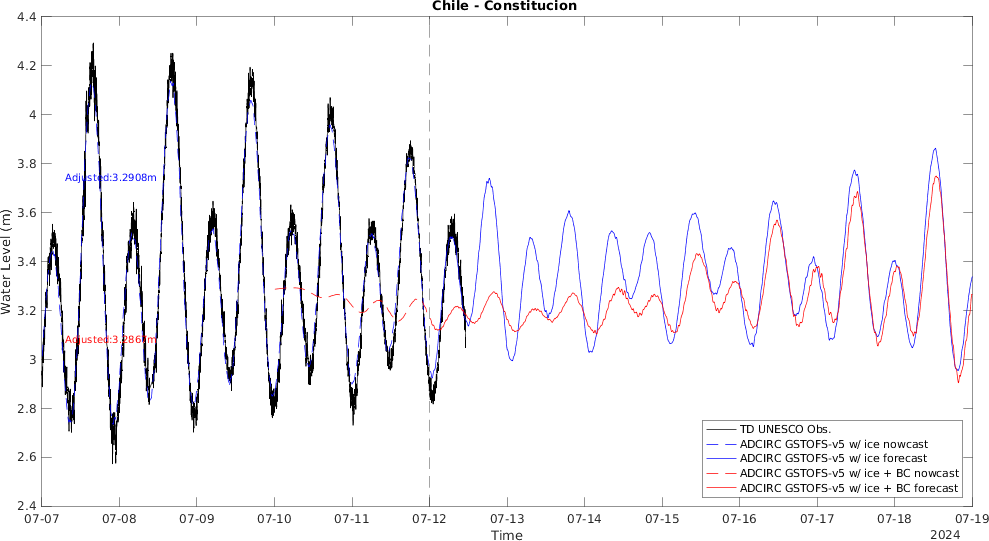 Chile - Constitucion
4.4
4.2
4
3.8
3.6
3.4
3.2
3
2.8
2.6
2.4
Water Level (m)
Adjusted:3.2908m
TD UNESCO Obs.
ADCIRC GSTOFS-v5 w/ ice nowcast
ADCIRC GSTOFS-v5 w/ ice forecast
ADCIRC GSTOFS-v5 w/ ice + BC nowcast
ADCIRC GSTOFS-v5 w/ ice + BC forecast
07-07 07-08 07-09 07-10 07-11 07-12 07-13 07-14 07-15 07-16 07-17 07-18 07-19
Time
2024